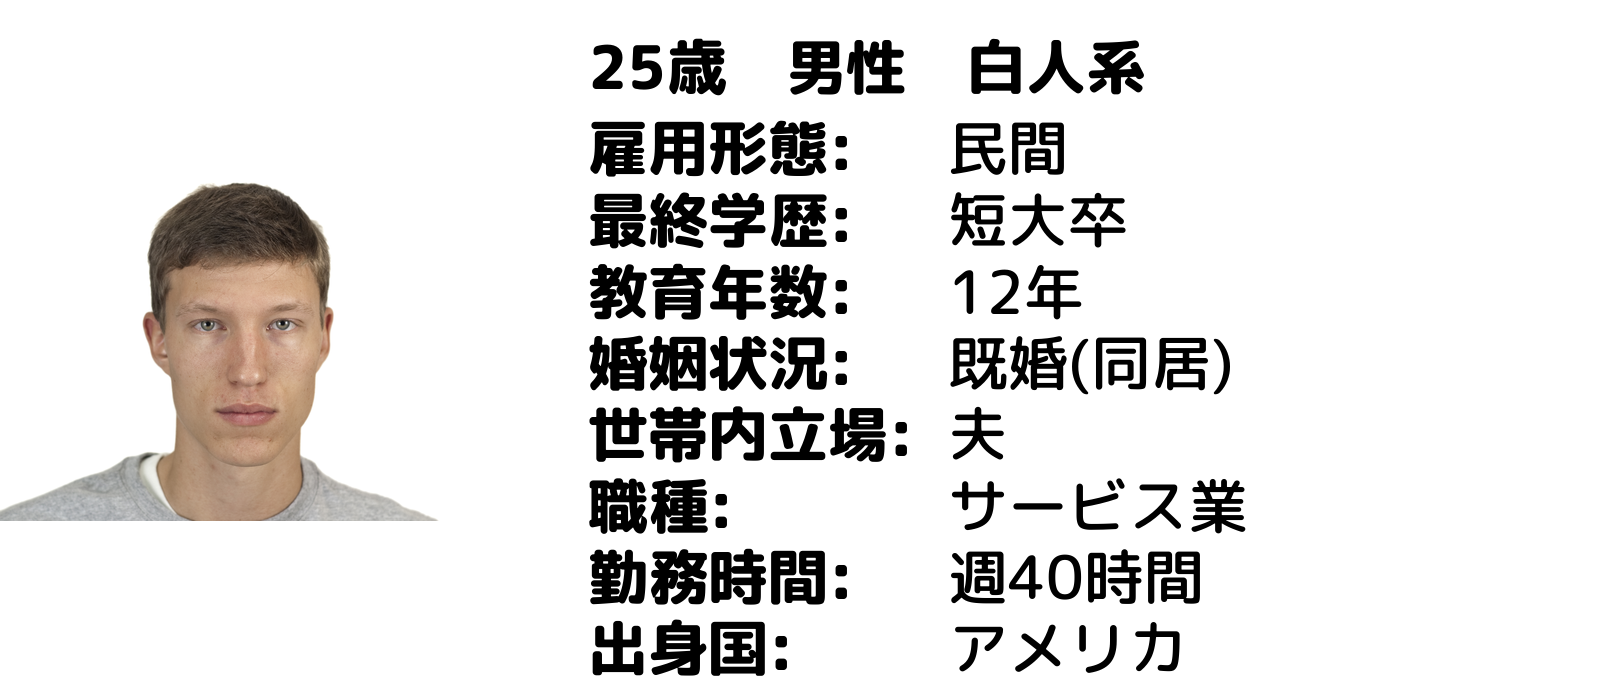 25歳　男性　白人系
雇用形態:　民間
最終学歴:　短大卒
教育年数:　12年
婚姻状況:　既婚(同居)
世帯内立場:　夫
職種:　サービス業
勤務時間:　週40時間
出身国:　アメリカ